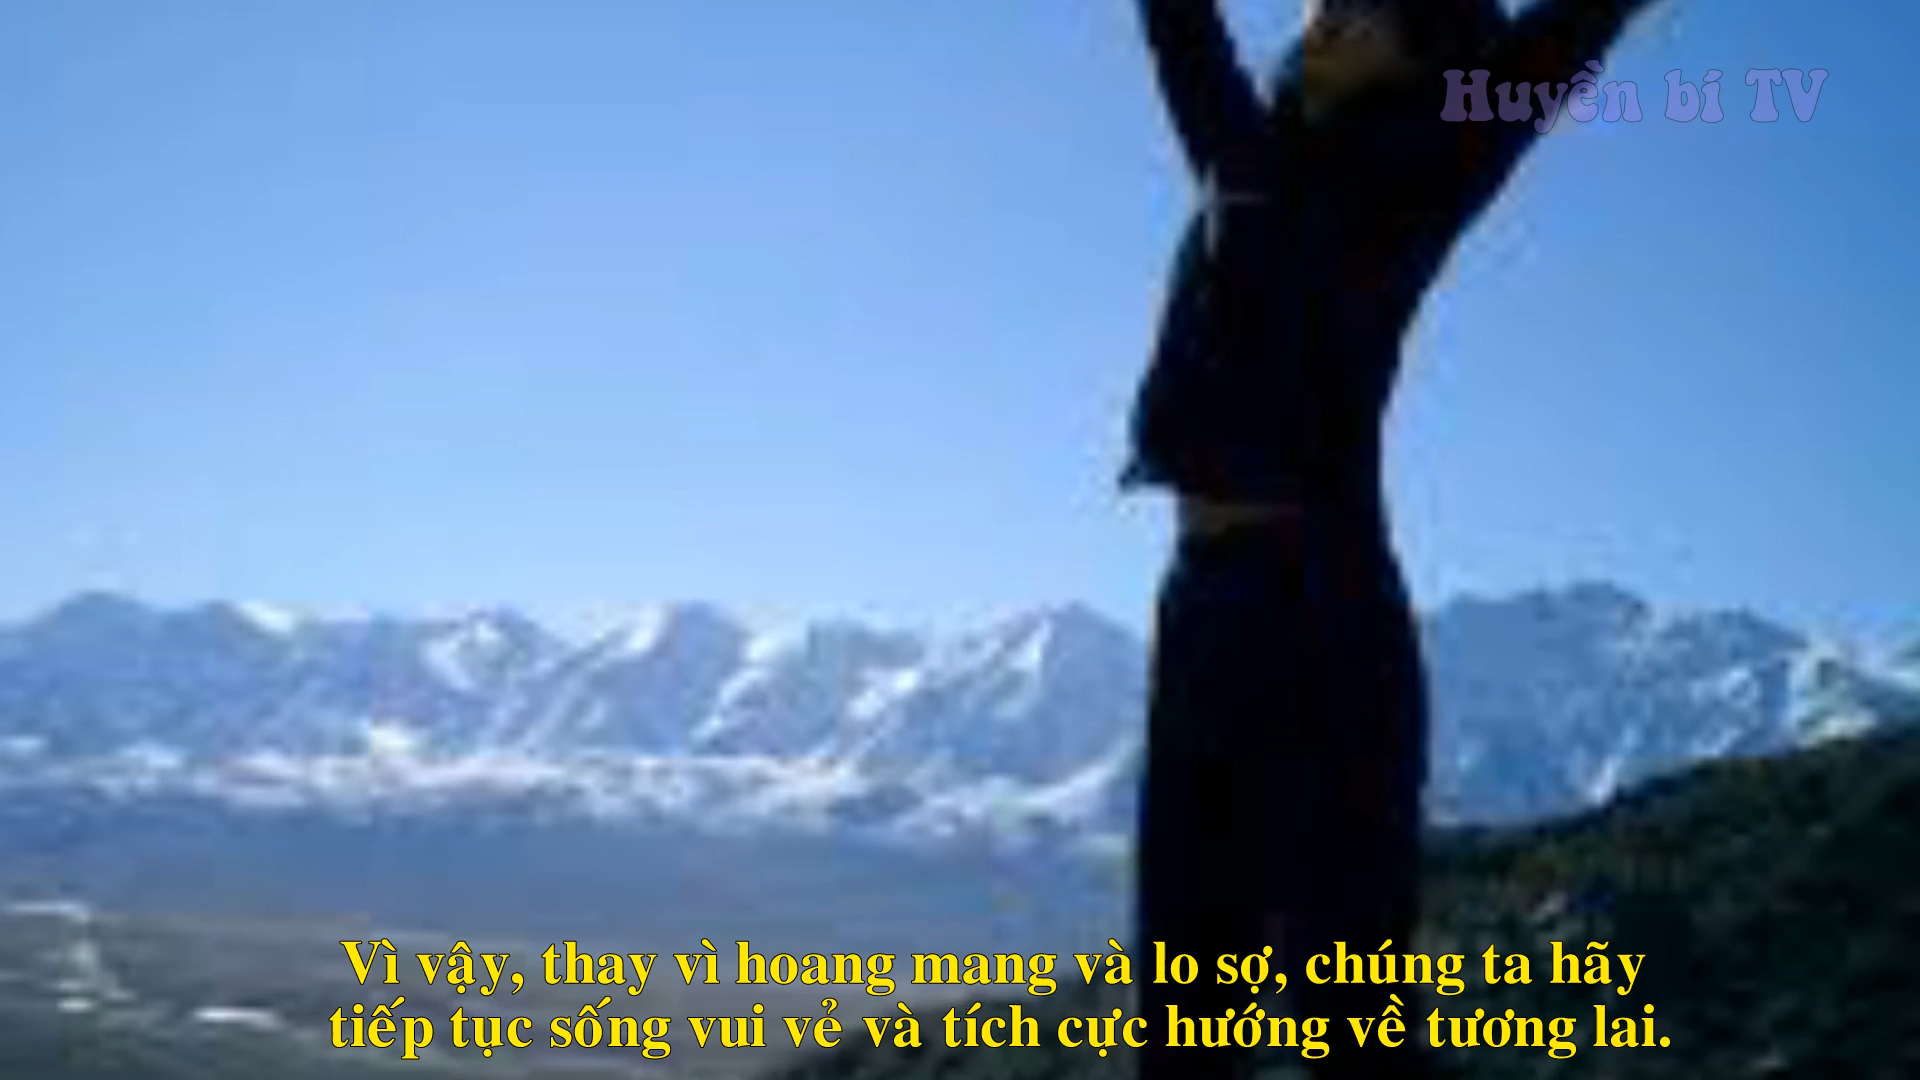 Huyền bí TV
Vì vậy, thay vì hoang mang và lo sợ, chúng ta hãy
tiếp tục sống vui vẻ và tích cực hướng về tương lai.